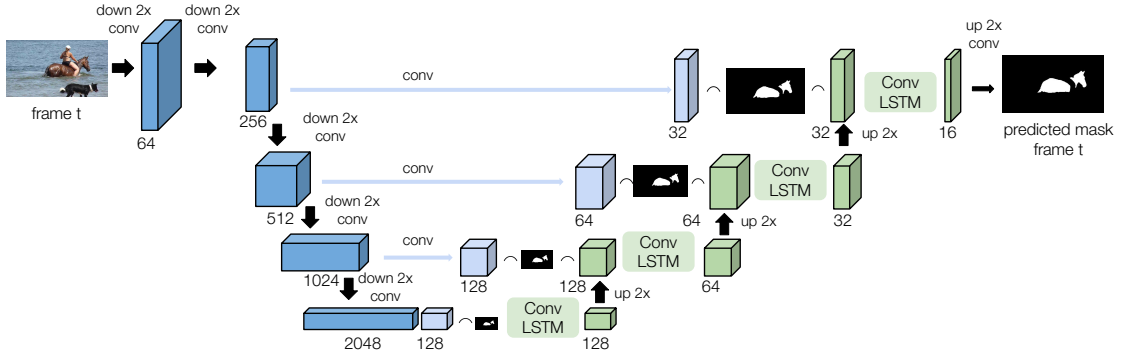 down 2x
conv
down 2x
conv
frame t
64
256
conv
32
32
Conv
LSTM
16
up 2x
conv
predicted mask
frame t
down 2x
conv
up 2x
512
conv
64
64
Conv
LSTM
32
down 2x
conv
up 2x
1024
conv
128
128
Conv
LSTM
64
down 2x
conv
up 2x
2048
128
Conv
LSTM
128